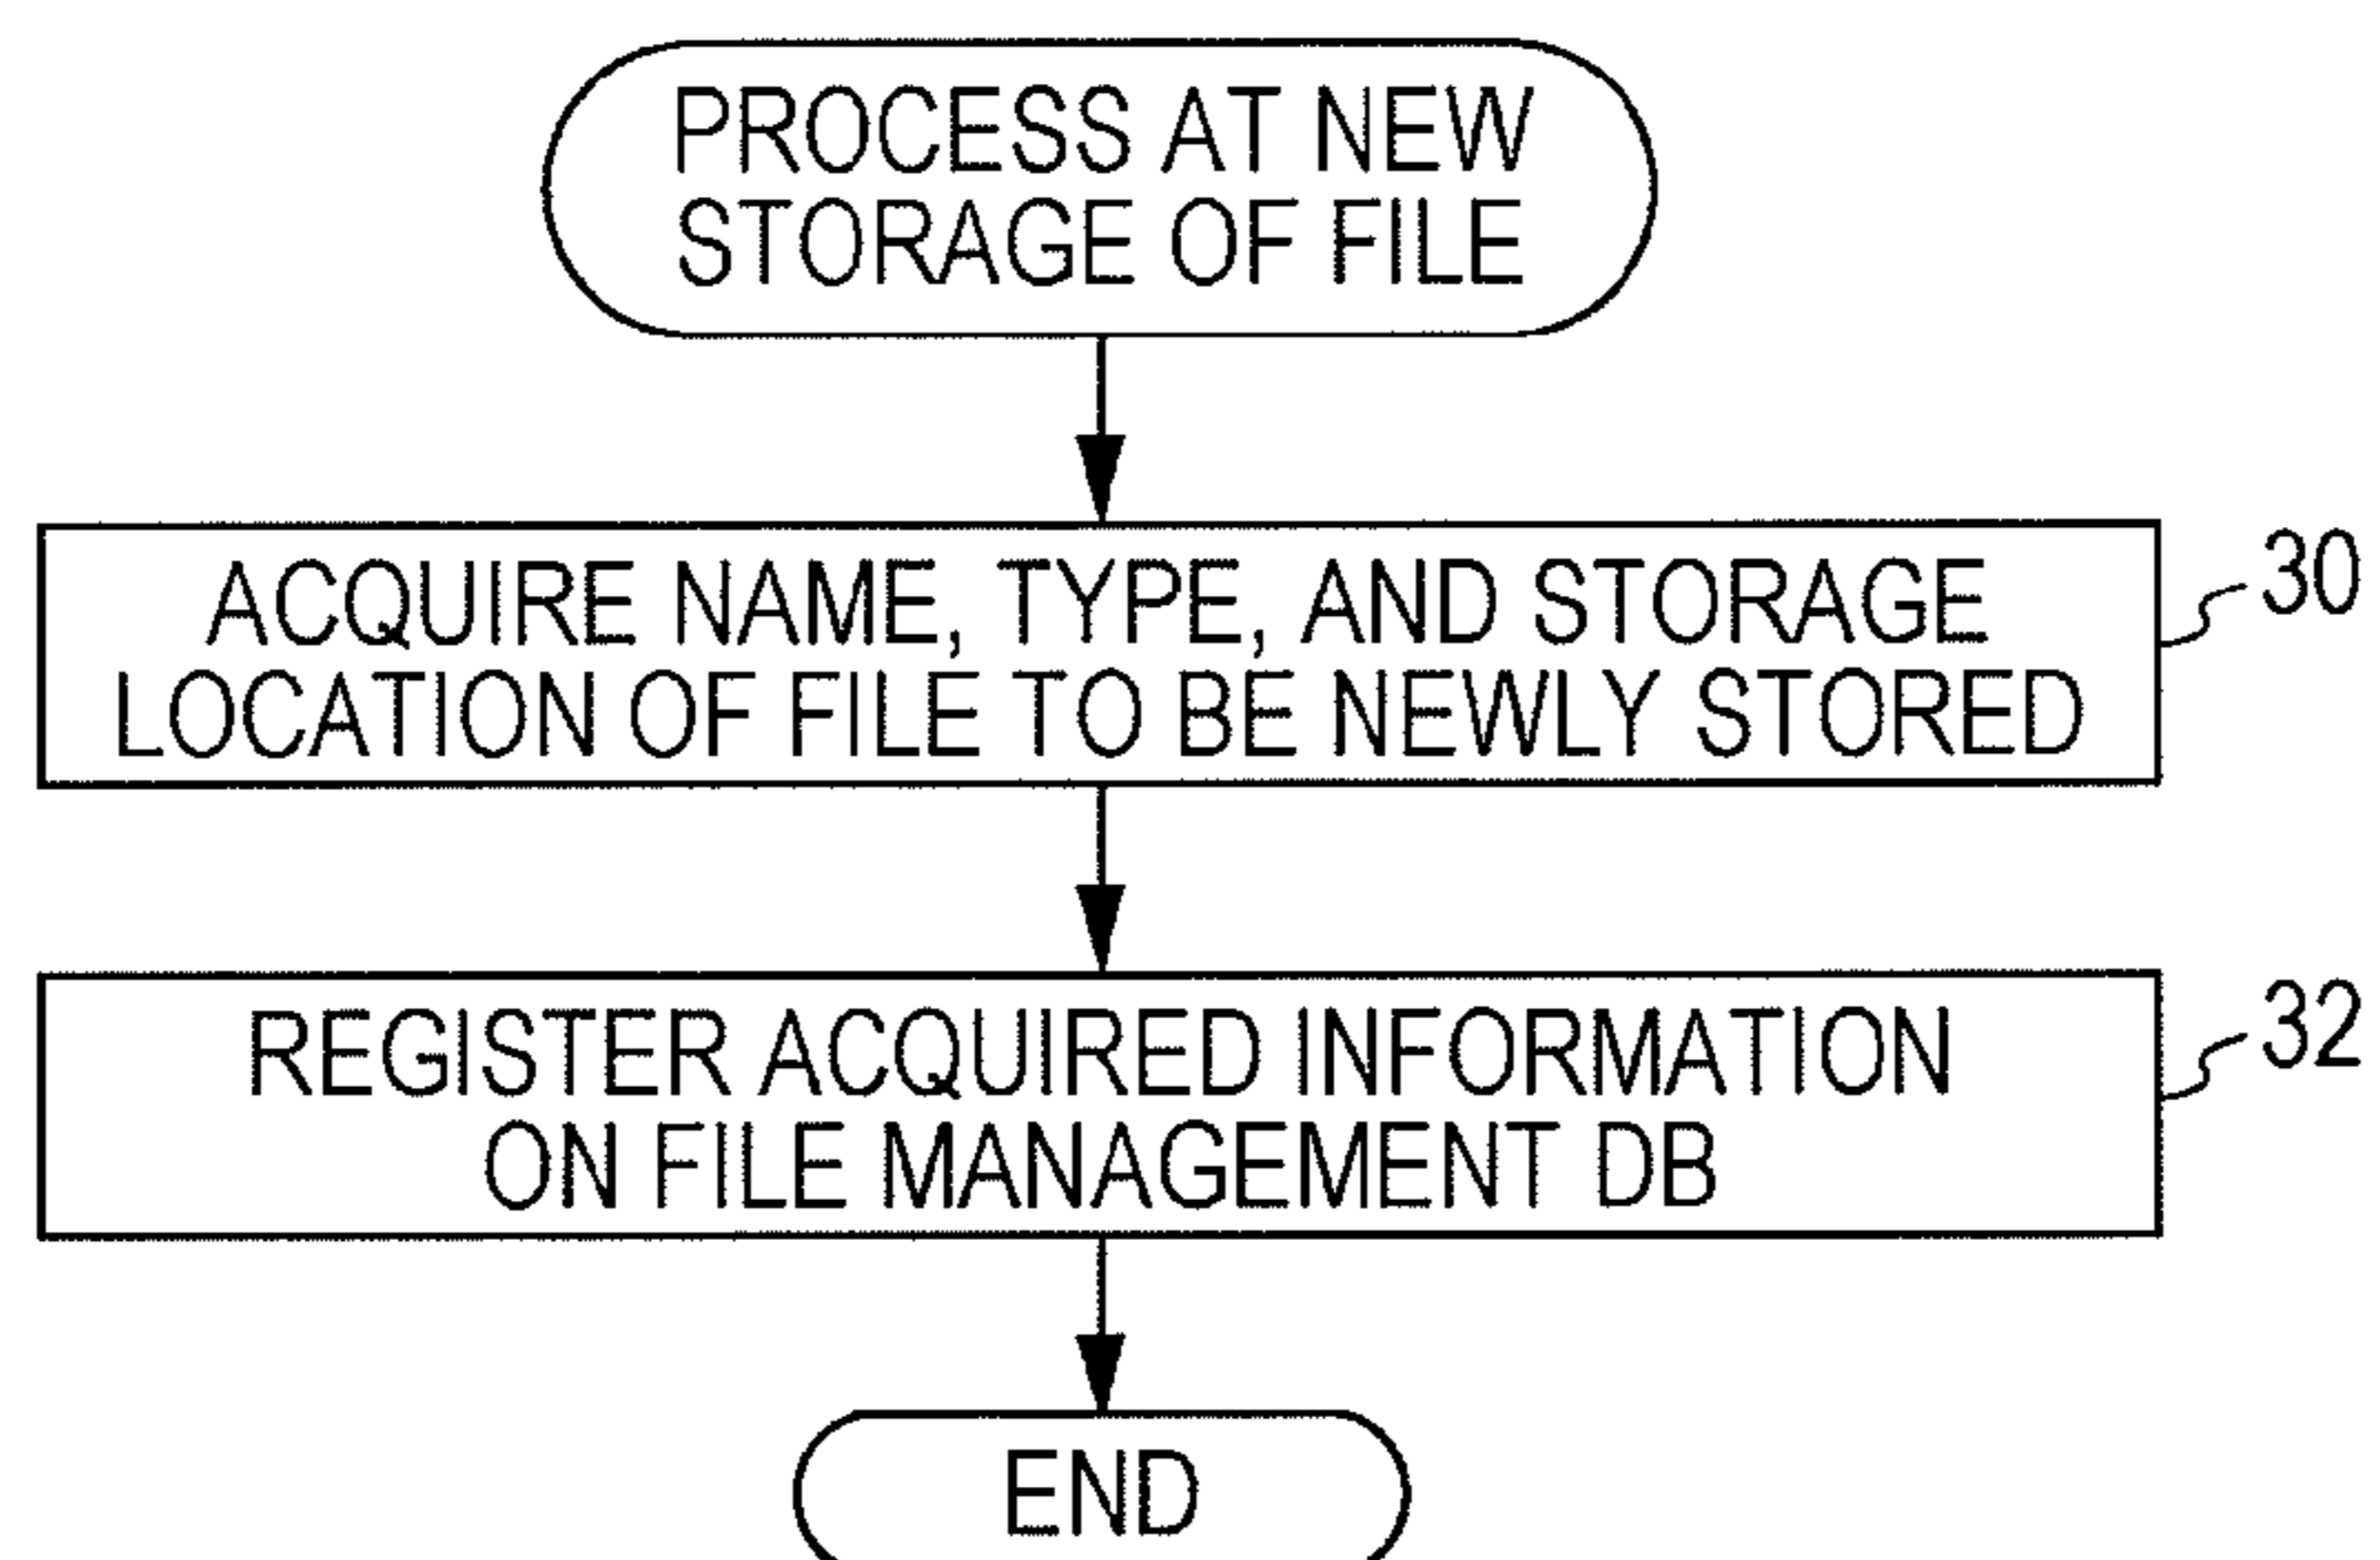 PROCESS AT NEW
STORAGE OF FILE
ACQUIRE NAME, TYPE, AND STORAGE
LOCATION OF FILE TO BE NEWLY STORED
30
REGISTER ACQUIRED INFORMATION
ON FILE MANAGEMENT DB
32
END